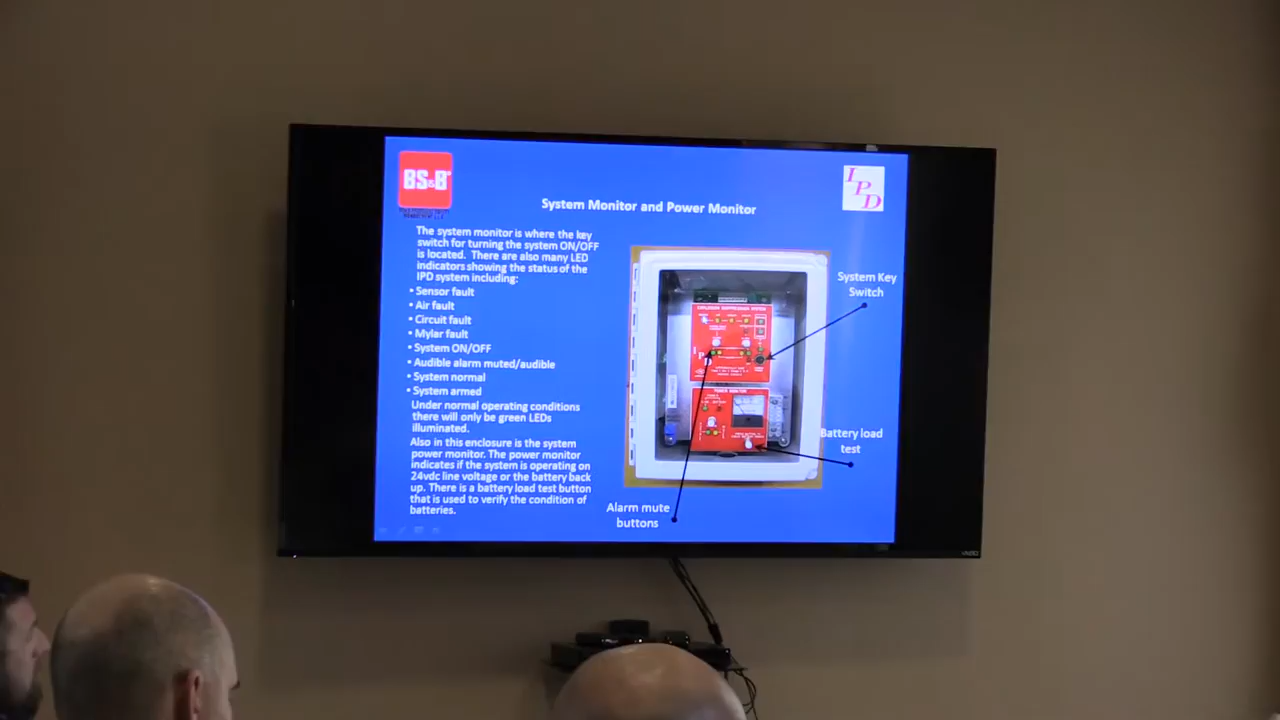 BS&B
IPD
System Monitor and Power Monitor
The system monitor is where the key
switch for turning the system ON/OFF
is located. There are also many LED
indicators showing the status of the
IPD system including:
• Sensor fault
• Air fault
• Circuit fault
• Mylar fault
• System ON/OFF
• Audible alarm muted/audible
• System normal
• System armed
Under normal operating conditions
there will only be green LEDs
illuminated.
Also in this enclosure is the system
power monitor. The power monitor
indicates if the system is operating on
24vdc line voltage or the battery back
up. There is a battery load test button
that is used to verify the condition of
batteries.
System Key
Switch
EXPLOSION SUPPRESSION SYSTEM
POWER MONITOR
Battery load
test
Alarm mute
buttons
VIZIO